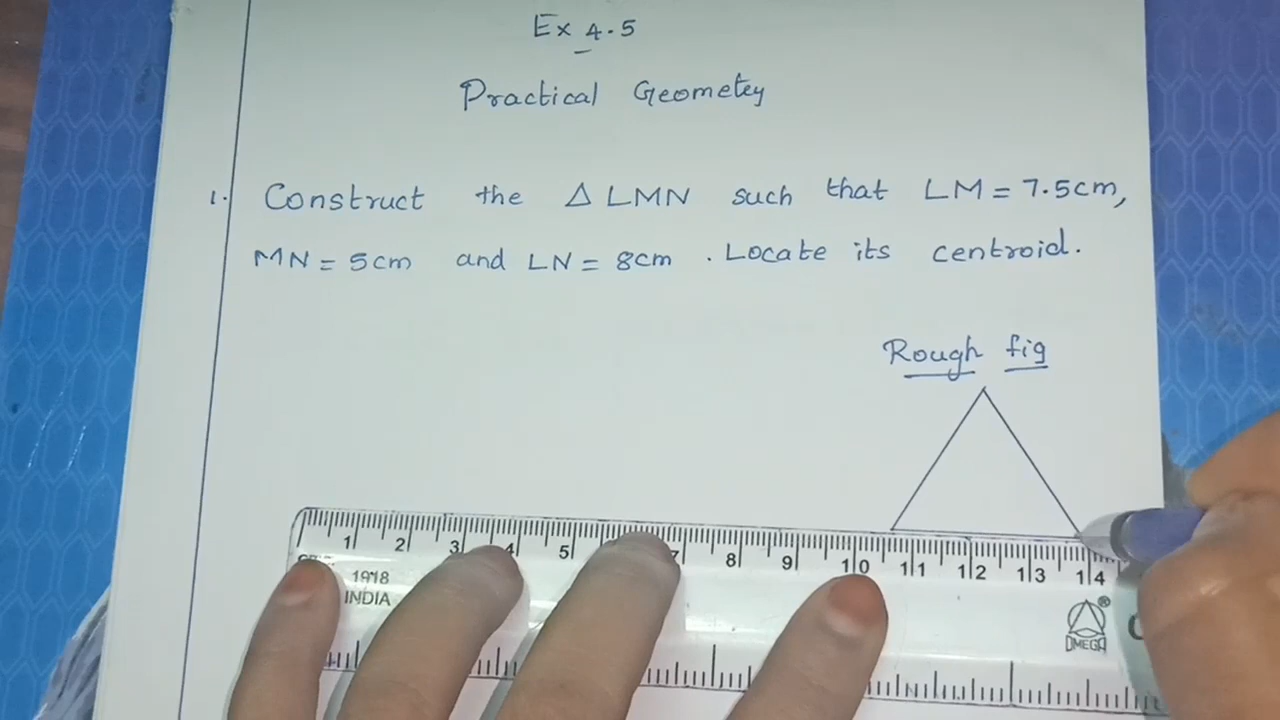 Ex 4.5
Practical Geometry
1. Construct the △ LMN such that LM = 7.5cm,
MN = 5cm and LN = 8cm . Locate its centroid.
Rough fig
1 2 3 4 5 7 8 9 10 11 12 13 14
1978
INDIA
OMEGA